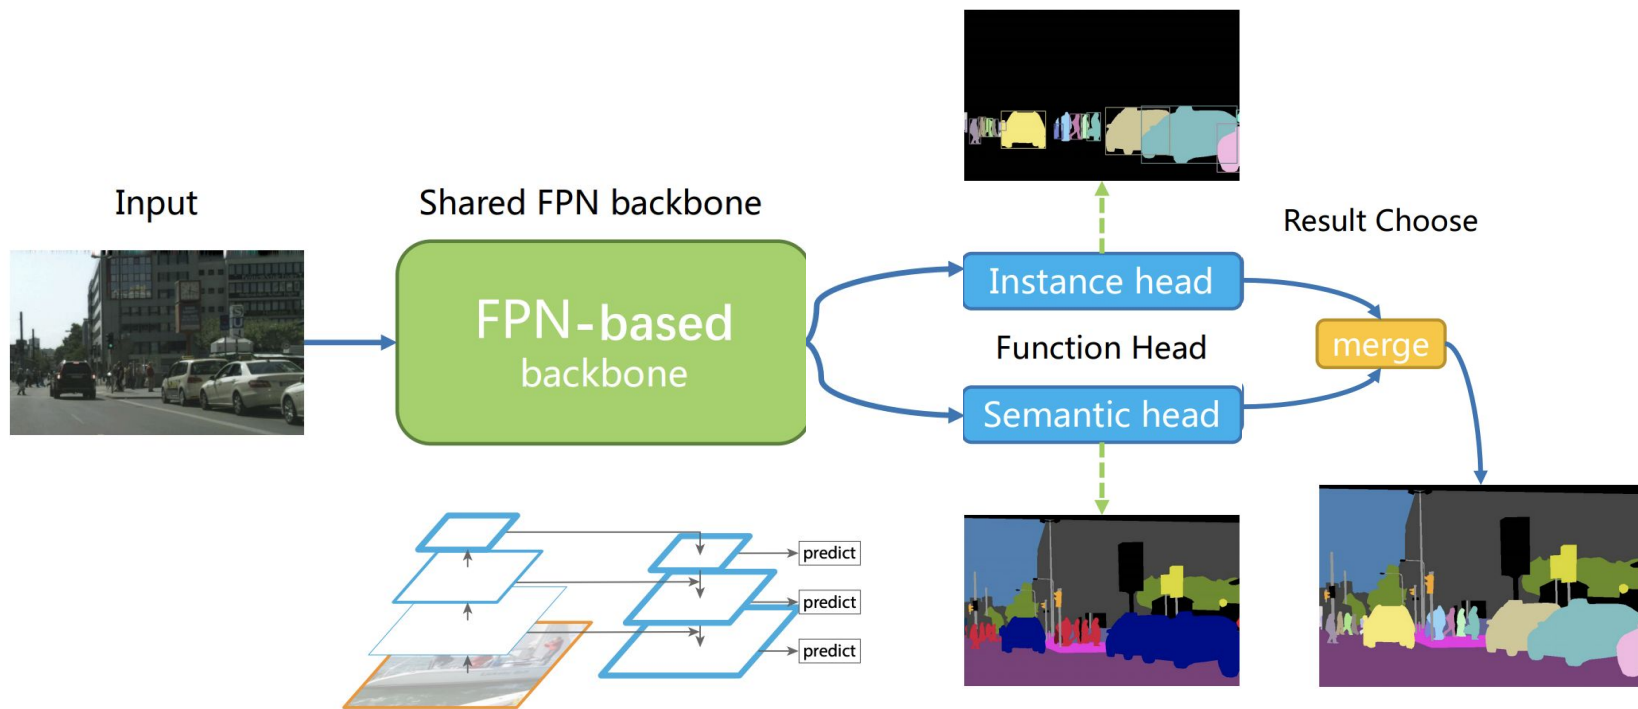 Input
Shared FPN backbone
FPN-based
backbone
Instance head
Function Head
Semantic head
Result Choose
merge
predict
predict
predict